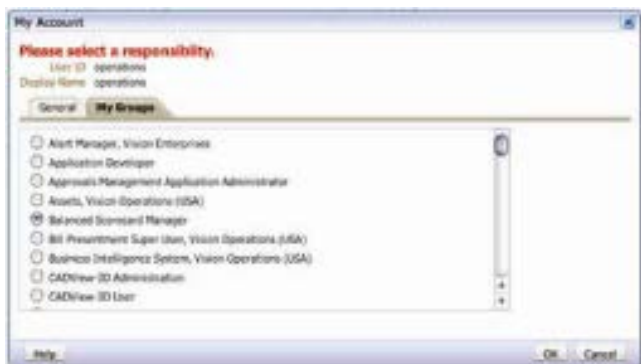 My Account
Please select a responsibility.
User ID operations
Display Name operations
General My Groups
Alert Manager, Vision Enterprises
Application Developer
Approvals Management Application Administrator
Assets, Vision Operations (USA)
Balanced Scorecard Manager
Bill Presentment Super User, Vision Operations (USA)
Business Intelligence System, Vision Operations (USA)
CADView-3D Administration
CADView-3D User
Help OK Cancel